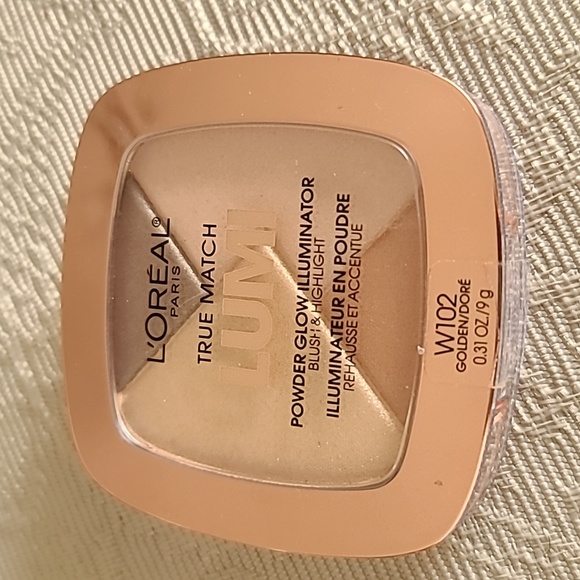 L'ORÉAL®
PARIS
TRUE MATCH
LUMI
POWDER GLOW ILLUMINATOR
BLUSH & HIGHLIGHT
ILLUMINATEUR EN POUDRE
REHAUSSE ET ACCENTUE
W102
GOLDEN/DORÉ
0.31 OZ./9 g